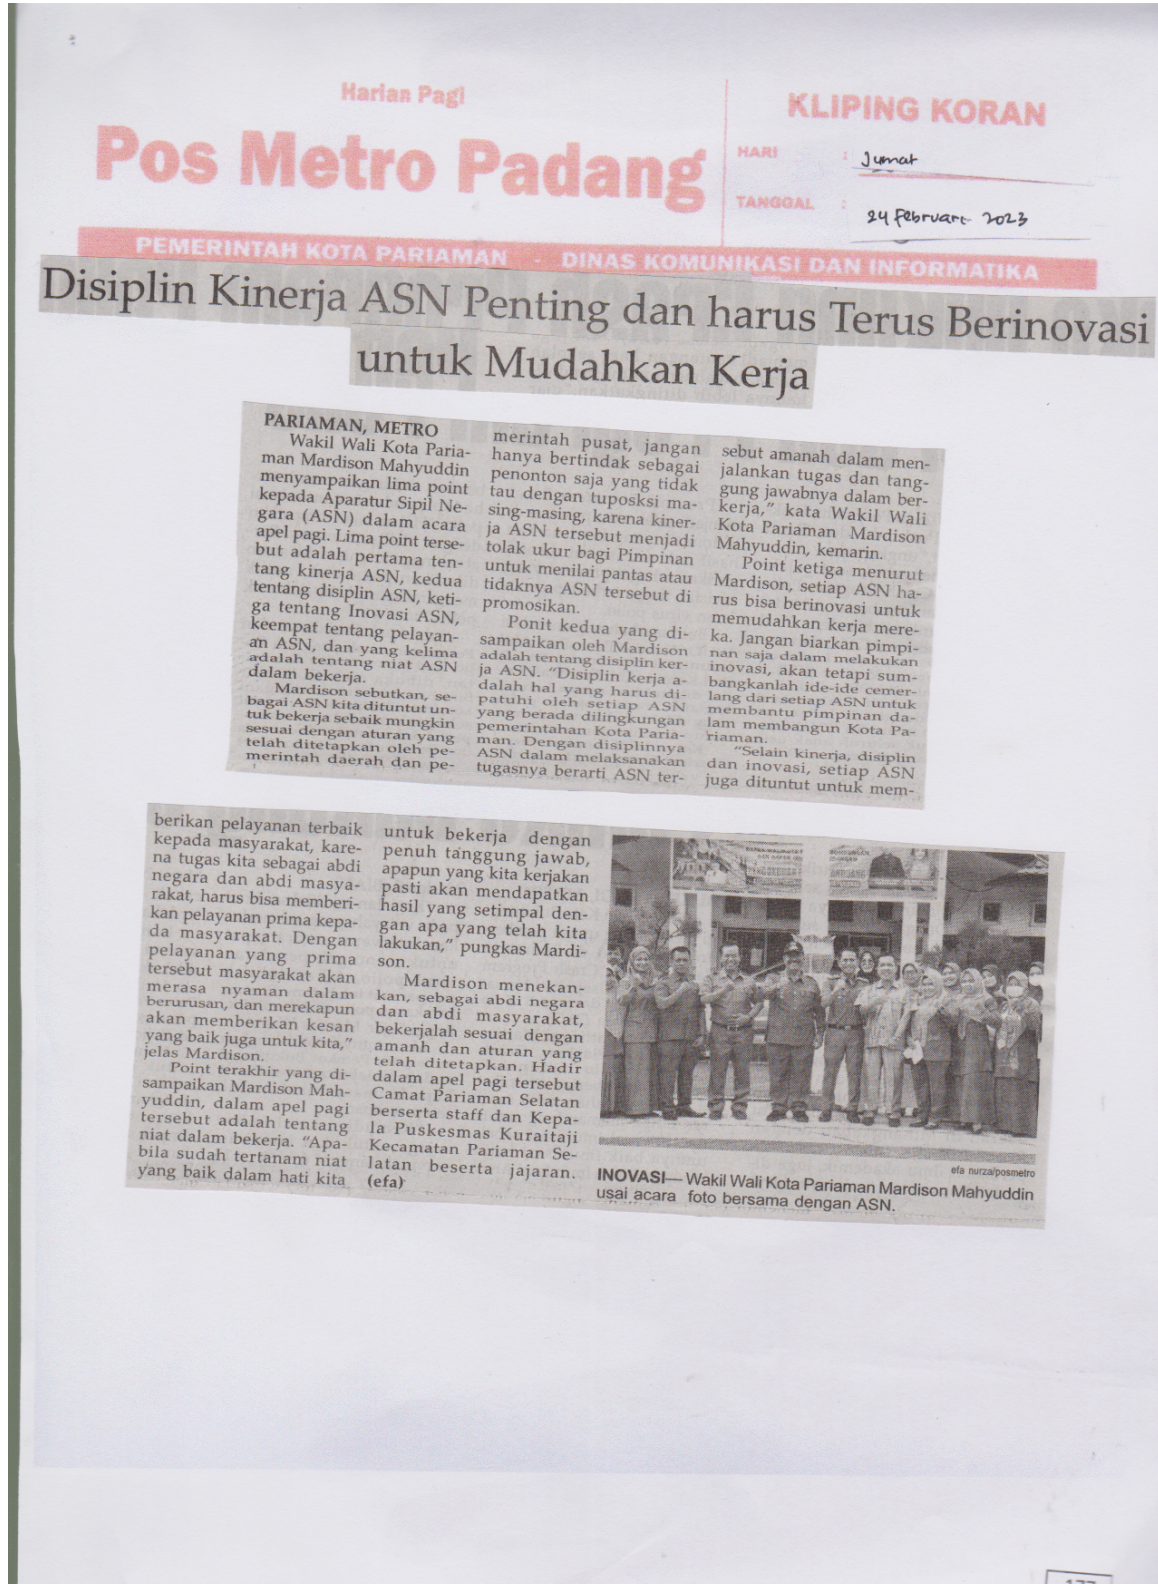 Harian Pagi
Pos Metro Padang
KLIPING KORAN
HARI : Jumat
TANGGAL : 24 Februari 2023
PEMERINTAH KOTA PARIAMAN - DINAS KOMUNIKASI DAN INFORMATIKA
Disiplin Kinerja ASN Penting dan harus Terus Berinovasi
untuk Mudahkan Kerja
PARIAMAN, METRO
Wakil Wali Kota Paria-
man Mardison Mahyuddin
menyampaikan lima point
kepada Aparatur Sipil Ne-
gara (ASN) dalam acara
apel pagi. Lima point terse-
but adalah pertama ten-
tang kinerja ASN, kedua
tentang disiplin ASN, keti-
ga tentang Inovasi ASN,
keempat tentang pelayan-
an ASN, dan yang kelima
adalah tentang niat ASN
dalam bekerja.
Mardison sebutkan, se-
bagai ASN kita dituntut un-
tuk bekerja sebaik mungkin
sesuai dengan aturan yang
telah ditetapkan oleh pe-
merintah daerah dan pe-
merintah pusat, jangan
hanya bertindak sebagai
penonton saja yang tidak
tau dengan tuposksi ma-
sing-masing, karena kiner-
ja ASN tersebut menjadi
tolak ukur bagi Pimpinan
untuk menilai pantas atau
tidaknya ASN tersebut di
promosikan.
Ponit kedua yang di-
sampaikan oleh Mardison
adalah tentang disiplin ker-
ja ASN. “Disiplin kerja a-
dalah hal yang harus di-
patuhi oleh setiap ASN
yang berada dilingkungan
pemerintahan Kota Paria-
man. Dengan disiplinnya
ASN dalam melaksanakan
tugasnya berarti ASN ter-
sebut amanah dalam men-
jalankan tugas dan tang-
gung jawabnya dalam ber-
kerja,” kata Wakil Wali
Kota Pariaman Mardison
Mahyuddin, kemarin.
Point ketiga menurut
Mardison, setiap ASN ha-
rus bisa berinovasi untuk
memudahkan kerja mere-
ka. Jangan biarkan pimpi-
nan saja dalam melakukan
inovasi, akan tetapi sum-
bangkanlah ide-ide cemer-
lang dari setiap ASN untuk
membantu pimpinan da-
lam membangun Kota Pa-
riaman.
“Selain kinerja, disiplin
dan inovasi, setiap ASN
juga dituntut untuk mem-
berikan pelayanan terbaik
kepada masyarakat, kare-
na tugas kita sebagai abdi
negara dan abdi masya-
rakat, harus bisa memberi-
kan pelayanan prima kepa-
da masyarakat. Dengan
pelayanan yang prima
tersebut masyarakat akan
merasa nyaman dalam
berurusan, dan merekapun
akan memberikan kesan
yang baik juga untuk kita,”
jelas Mardison.
Point terakhir yang di-
sampaikan Mardison Mah-
yuddin, dalam apel pagi
tersebut adalah tentang
niat dalam bekerja. “Apa-
bila sudah tertanam niat
yang baik dalam hati kita
untuk bekerja dengan
penuh tanggung jawab,
apapun yang kita kerjakan
pasti akan mendapatkan
hasil yang setimpal den-
gan apa yang telah kita
lakukan,” pungkas Mardi-
son.
Mardison menekan-
kan, sebagai abdi negara
dan abdi masyarakat,
bekerjalah sesuai dengan
amanh dan aturan yang
telah ditetapkan. Hadir
dalam apel pagi tersebut
Camat Pariaman Selatan
berserta staff dan Kepa-
la Puskesmas Kuraitaji
Kecamatan Pariaman Se-
latan beserta jajaran.
(efa)
efa nurza/posmetro
INOVASI— Wakil Wali Kota Pariaman Mardison Mahyuddin
usai acara foto bersama dengan ASN.